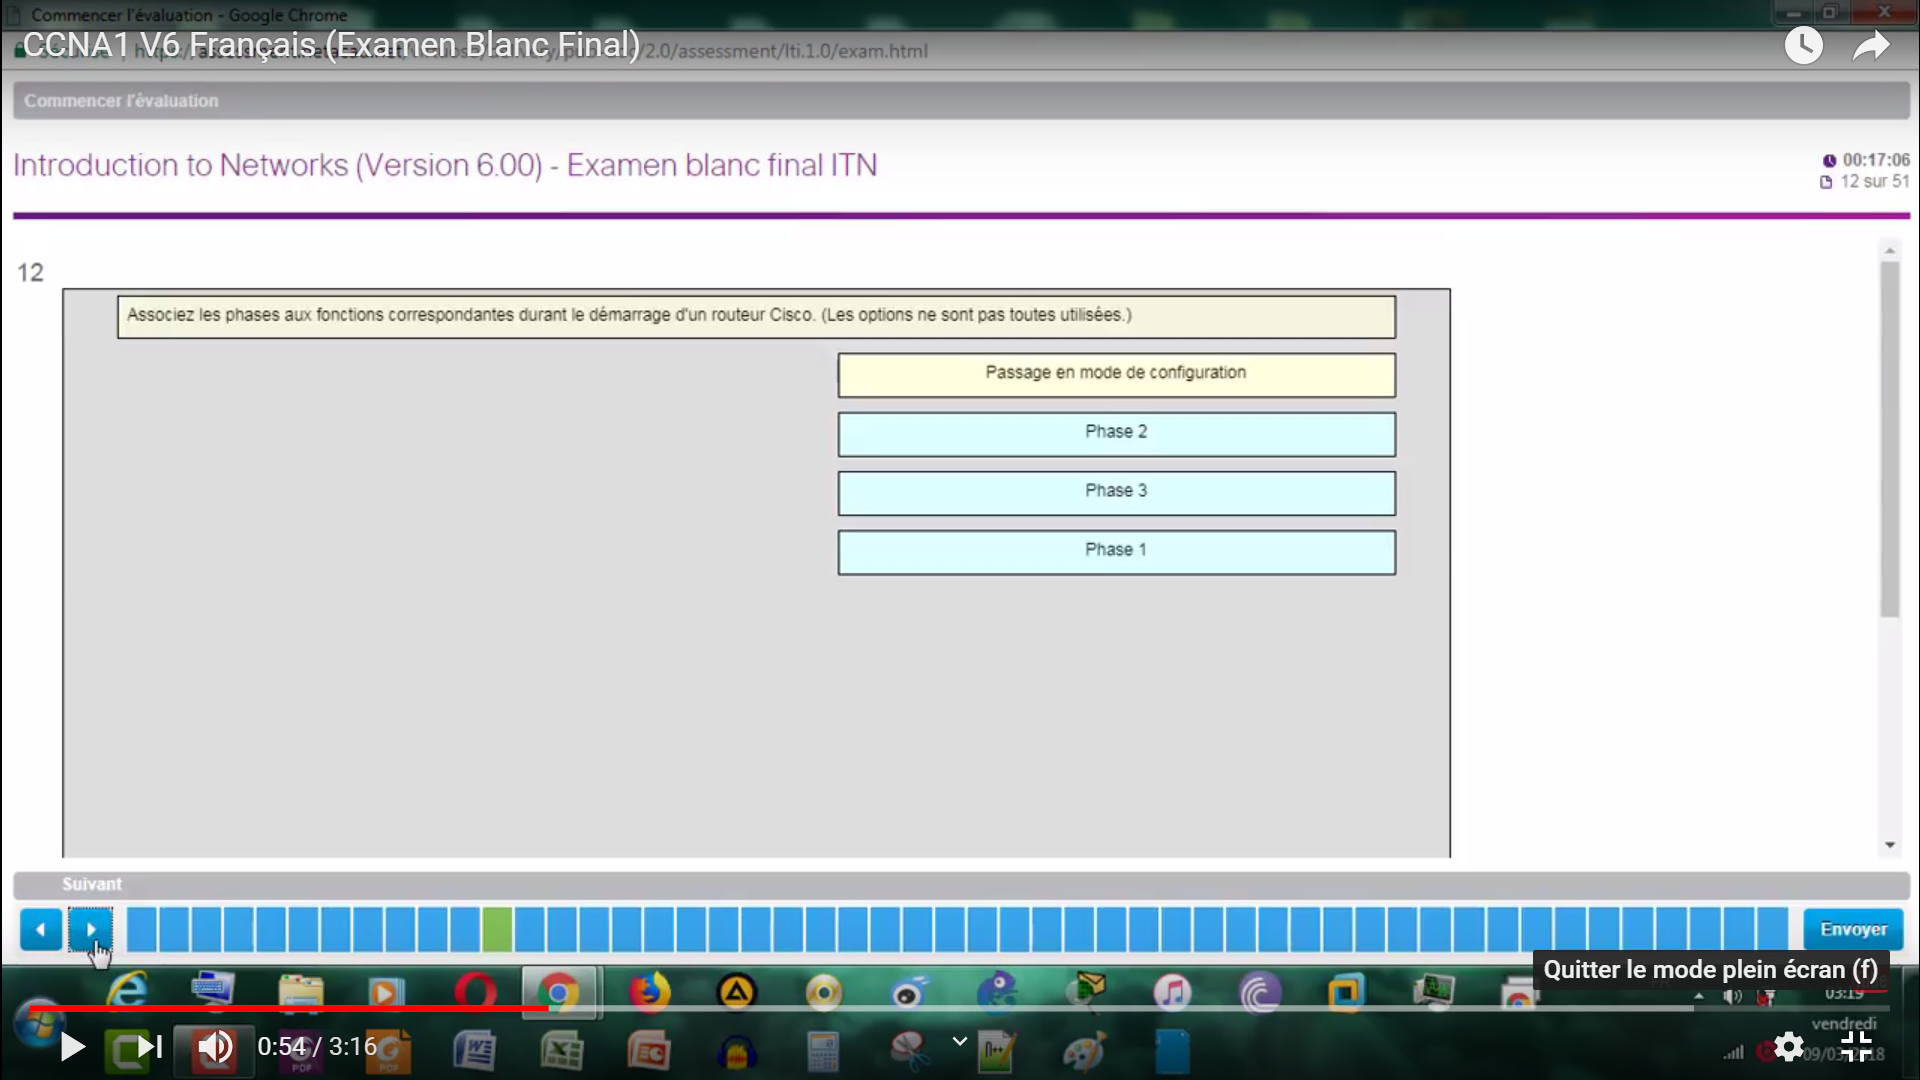 Commencer l'évaluation - Google Chrome
CCNA1 V6 Français (Examen Blanc Final)
/2.0/assessment/lti.1.0/exam.html
Commencer l'évaluation
Introduction to Networks (Version 6.00) - Examen blanc final ITN
00:17:06
12 sur 51
12
Associez les phases aux fonctions correspondantes durant le démarrage d'un routeur Cisco. (Les options ne sont pas toutes utilisées.)
Passage en mode de configuration
Phase 2
Phase 3
Phase 1
Suivant
Envoyer
Quitter le mode plein écran (f)
03:19
vendredi
0:54 / 3:16